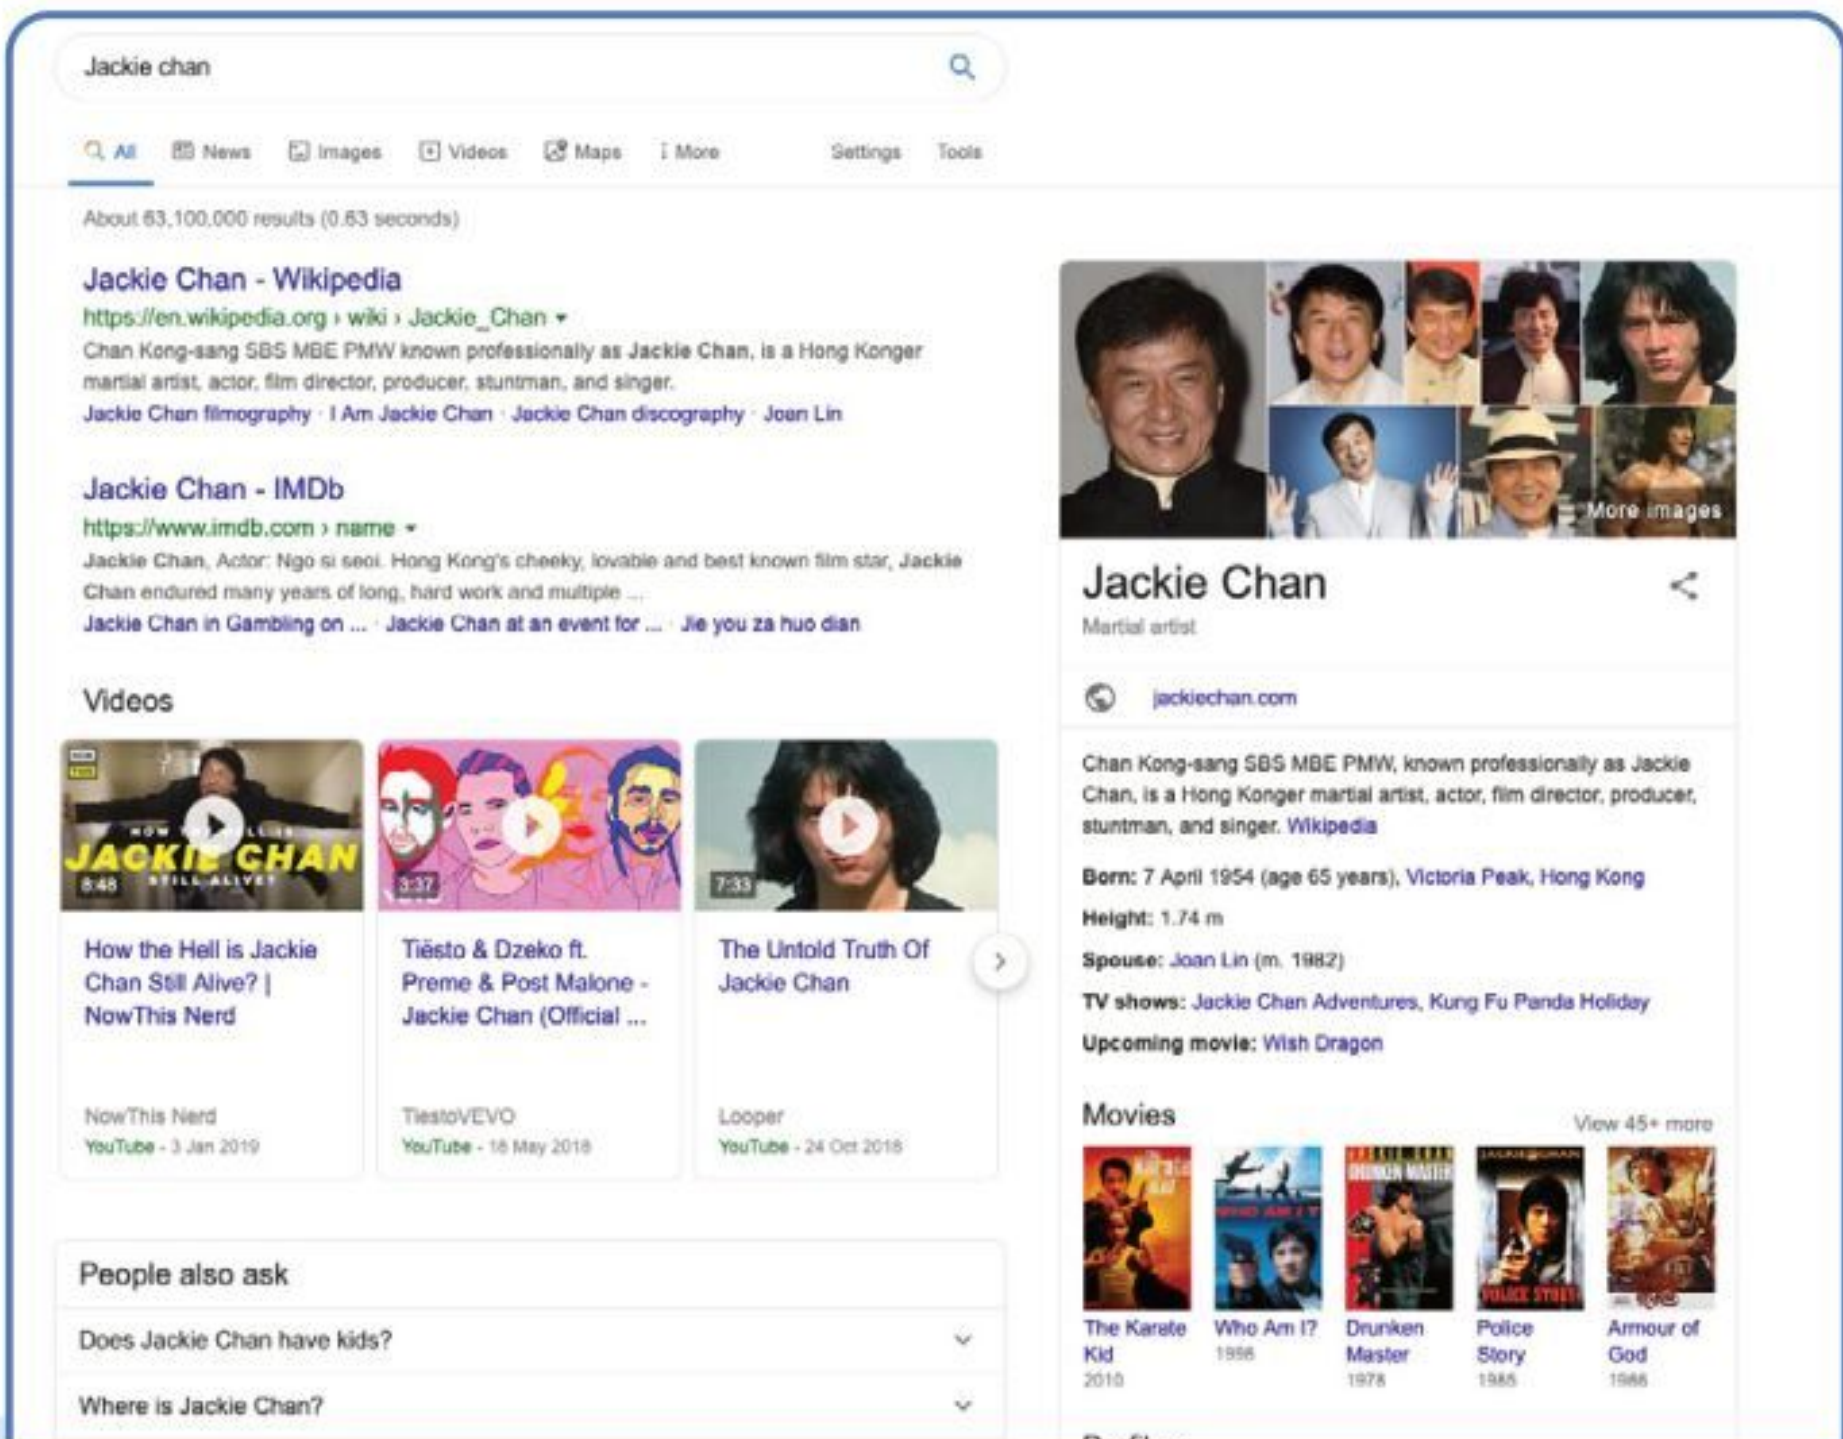 Jackie chan
All News Images Videos Maps More Settings Tools
About 63,100,000 results (0.63 seconds)
Jackie Chan - Wikipedia
https://en.wikipedia.org › wiki › Jackie_Chan
Chan Kong-sang SBS MBE PMW known professionally as Jackie Chan, is a Hong Konger
martial artist, actor, film director, producer, stuntman, and singer.
Jackie Chan filmography · I Am Jackie Chan · Jackie Chan discography · Joan Lin
Jackie Chan - IMDb
https://www.imdb.com › name
Jackie Chan, Actor: Ngo si seoi. Hong Kong's cheeky, lovable and best known film star, Jackie
Chan endured many years of long, hard work and multiple ...
Jackie Chan in Gambling on ... · Jackie Chan at an event for ... · Jie you za huo dian
Videos
JACKIE CHAN
STILL ALIVE?
8:48
3:37
7:33
How the Hell is Jackie
Chan Still Alive? |
NowThis Nerd
NowThis Nerd
YouTube - 3 Jan 2019
Tiësto & Dzeko ft.
Preme & Post Malone -
Jackie Chan (Official ...
TiestoVEVO
YouTube - 18 May 2018
The Untold Truth Of
Jackie Chan
Looper
YouTube - 24 Oct 2018
People also ask
Does Jackie Chan have kids?
Where is Jackie Chan?
More images
Jackie Chan
Martial artist
jackiechan.com
Chan Kong-sang SBS MBE PMW, known professionally as Jackie
Chan, is a Hong Konger martial artist, actor, film director, producer,
stuntman, and singer. Wikipedia
Born: 7 April 1954 (age 65 years), Victoria Peak, Hong Kong
Height: 1.74 m
Spouse: Joan Lin (m. 1982)
TV shows: Jackie Chan Adventures, Kung Fu Panda Holiday
Upcoming movie: Wish Dragon
Movies
View 45+ more
WHO AM I?
JACKIE CHAN
DRUNKEN MASTER
JACKIE CHAN
POLICE STORY
The Karate
Kid
2010
Who Am I?
1998
Drunken
Master
1978
Police
Story
1985
Armour of
God
1986